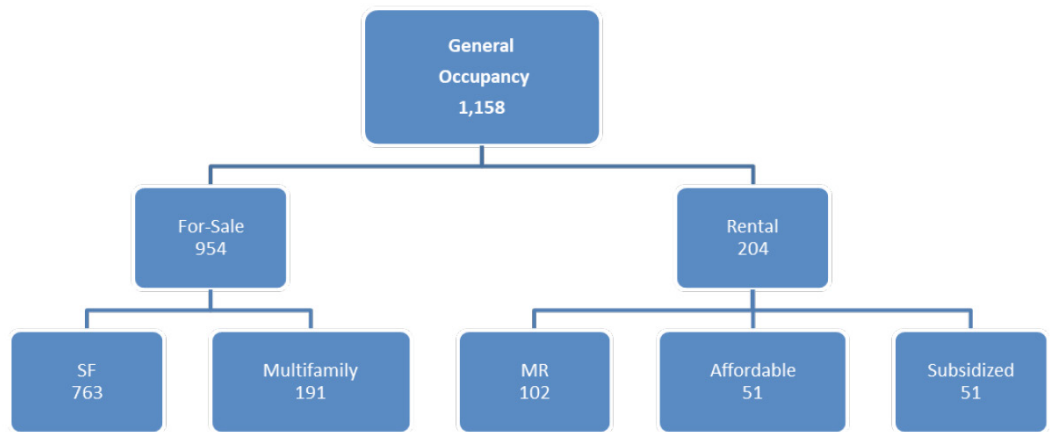 General
Occupancy
1,158
For-Sale
954
Rental
204
SF
763
Multifamily
191
MR
102
Affordable
51
Subsidized
51